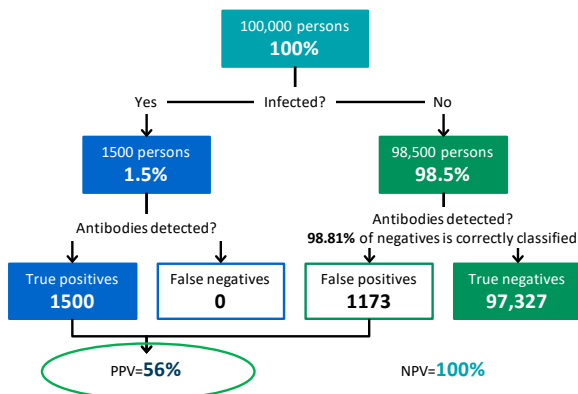 100,000 persons
100%
Yes
Infected?
No
1500 persons
1.5%
98,500 persons
98.5%
Antibodies detected?
Antibodies detected?
98.81% of negatives is correctly classified
True positives
1500
False negatives
0
False positives
1173
True negatives
97,327
PPV=56%
NPV=100%